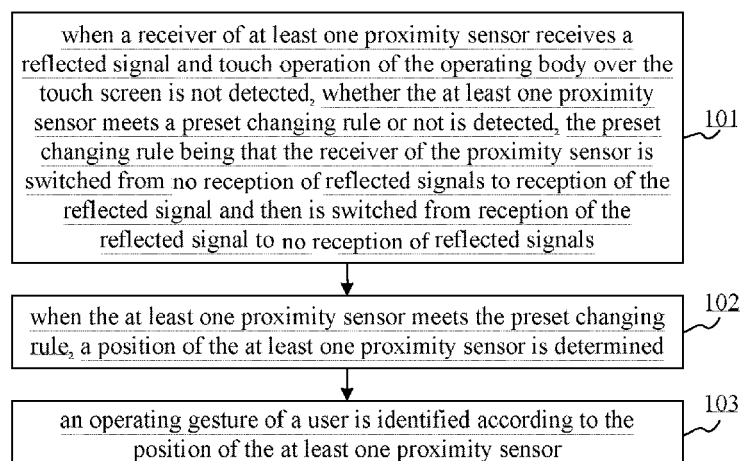 when a receiver of at least one proximity sensor receives a
reflected signal and touch operation of the operating body over the
touch screen is not detected, whether the at least one proximity
sensor meets a preset changing rule or not is detected, the preset
changing rule being that the receiver of the proximity sensor is
switched from no reception of reflected signals to reception of the
reflected signal and then is switched from reception of the
reflected signal to no reception of reflected signals
101
when the at least one proximity sensor meets the preset changing
rule, a position of the at least one proximity sensor is determined
102
an operating gesture of a user is identified according to the
position of the at least one proximity sensor
103